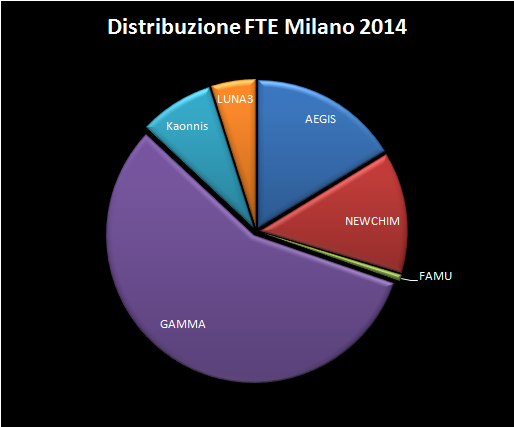 Distribuzione FTE Milano 2014
LUNA3
AEGIS
Kaonnis
NEWCHIM
FAMU
GAMMA